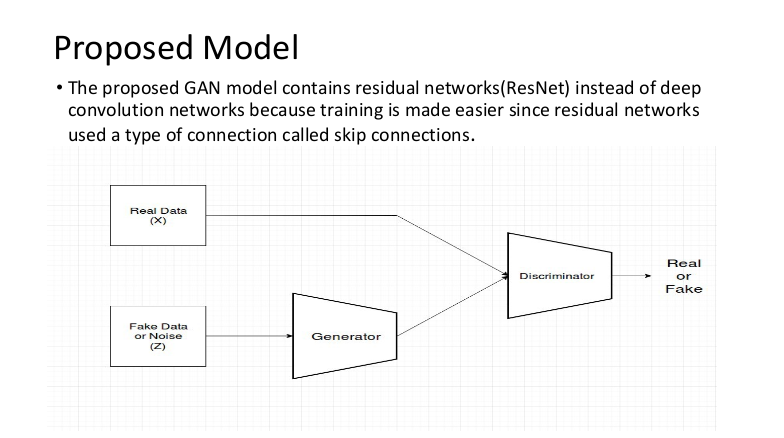 Proposed Model
• The proposed GAN model contains residual networks(ResNet) instead of deep
convolution networks because training is made easier since residual networks
used a type of connection called skip connections.
Real Data
(X)
Discriminator
Real
or
Fake
Fake Data
or Noise
(Z)
Generator